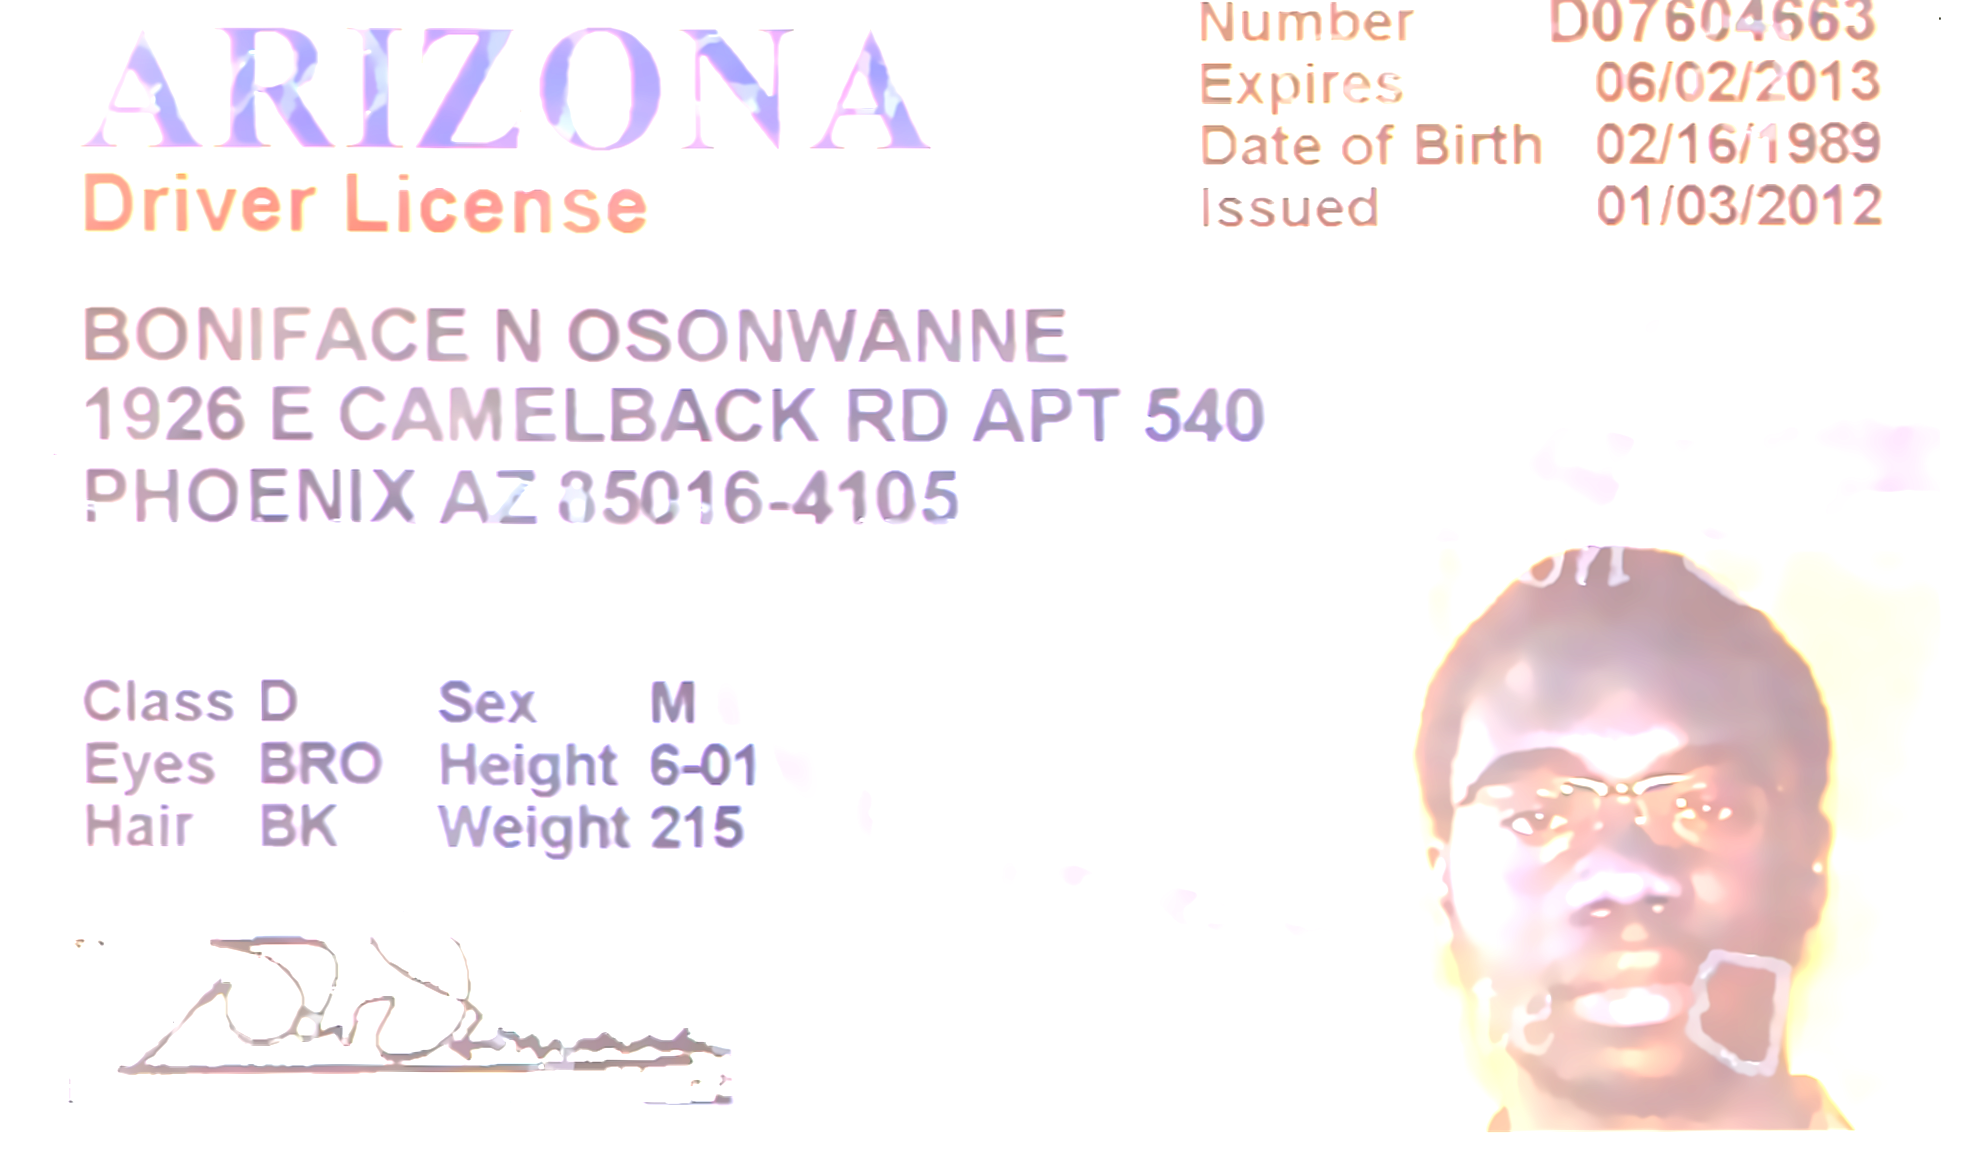 ARIZONA
Driver License
Number D07604663
Expires 06/02/2013
Date of Birth 02/16/1989
Issued 01/03/2012
BONIFACE N OSONWANNE
1926 E CAMELBACK RD APT 540
PHOENIX AZ 85016-4105
Class D Sex M
Eyes BRO Height 6-01
Hair BK Weight 215